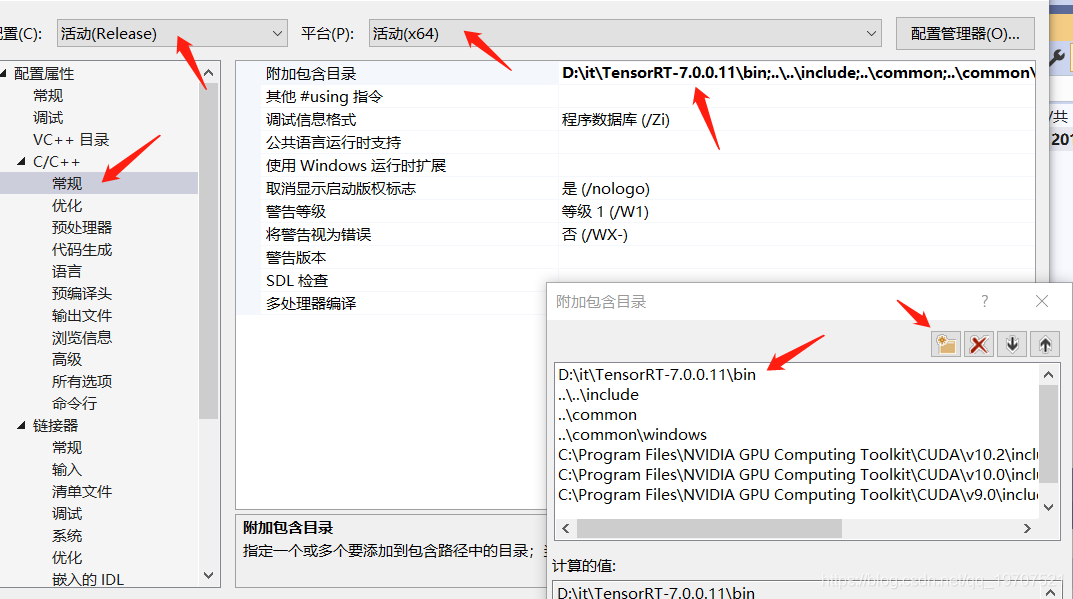 置(C): 活动(Release) 平台(P): 活动(x64) 配置管理器(O)...
配置属性
常规
调试
VC++ 目录
C/C++
常规
优化
预处理器
代码生成
语言
预编译头
输出文件
浏览信息
高级
所有选项
命令行
链接器
常规
输入
清单文件
调试
系统
优化
嵌入的 IDL
附加包含目录 D:\it\TensorRT-7.0.0.11\bin;..\..\include;..\common;..\common\
其他 #using 指令
调试信息格式 程序数据库 (/Zi)
公共语言运行时支持
使用 Windows 运行时扩展
取消显示启动版权标志 是 (/nologo)
警告等级 等级 1 (/W1)
将警告视为错误 否 (/WX-)
警告版本
SDL 检查
多处理器编译
附加包含目录
指定一个或多个要添加到包含路径中的目录；
/共
201
附加包含目录 ?
D:\it\TensorRT-7.0.0.11\bin
..\..\include
..\common
..\common\windows
C:\Program Files\NVIDIA GPU Computing Toolkit\CUDA\v10.2\inclu
C:\Program Files\NVIDIA GPU Computing Toolkit\CUDA\v10.0\inclu
C:\Program Files\NVIDIA GPU Computing Toolkit\CUDA\v9.0\includ
计算的值:
D:\it\TensorRT-7.0.0.11\bin